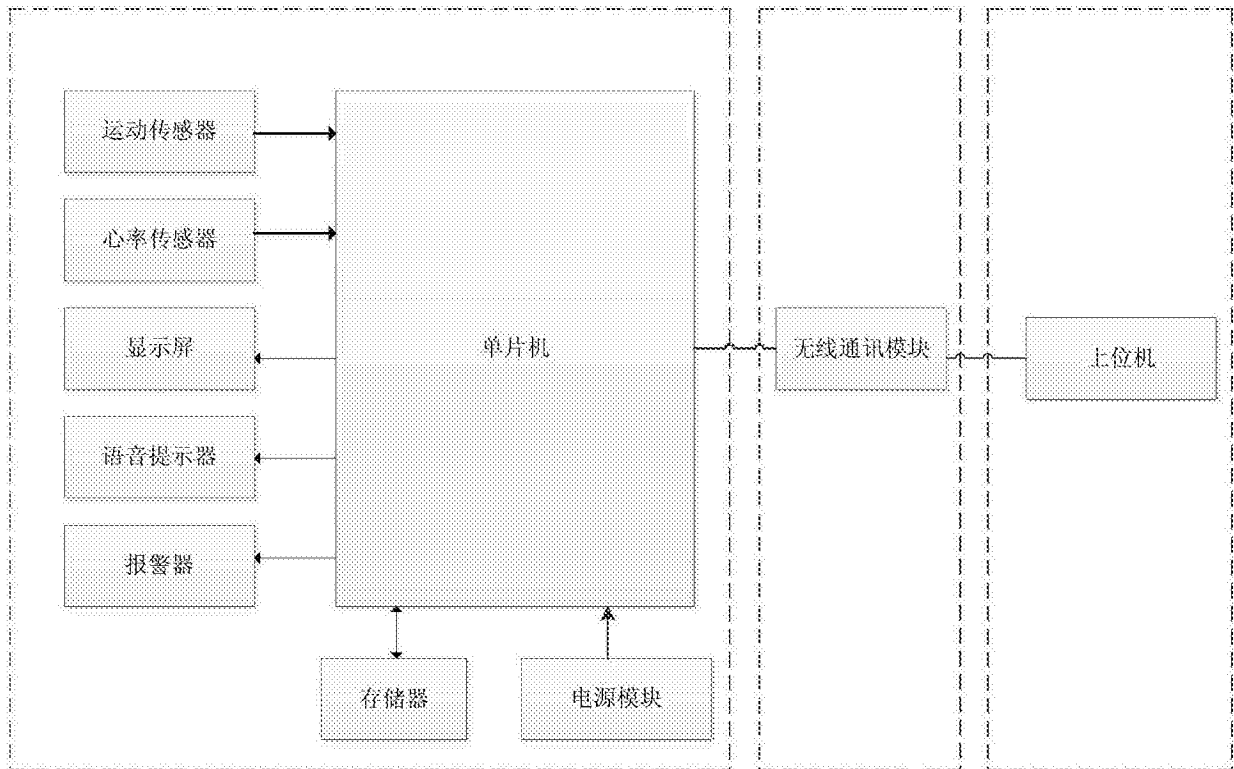 运动传感器
心率传感器
显示屏
语音提示器
报警器
单片机
存储器
电源模块
无线通讯模块
上位机